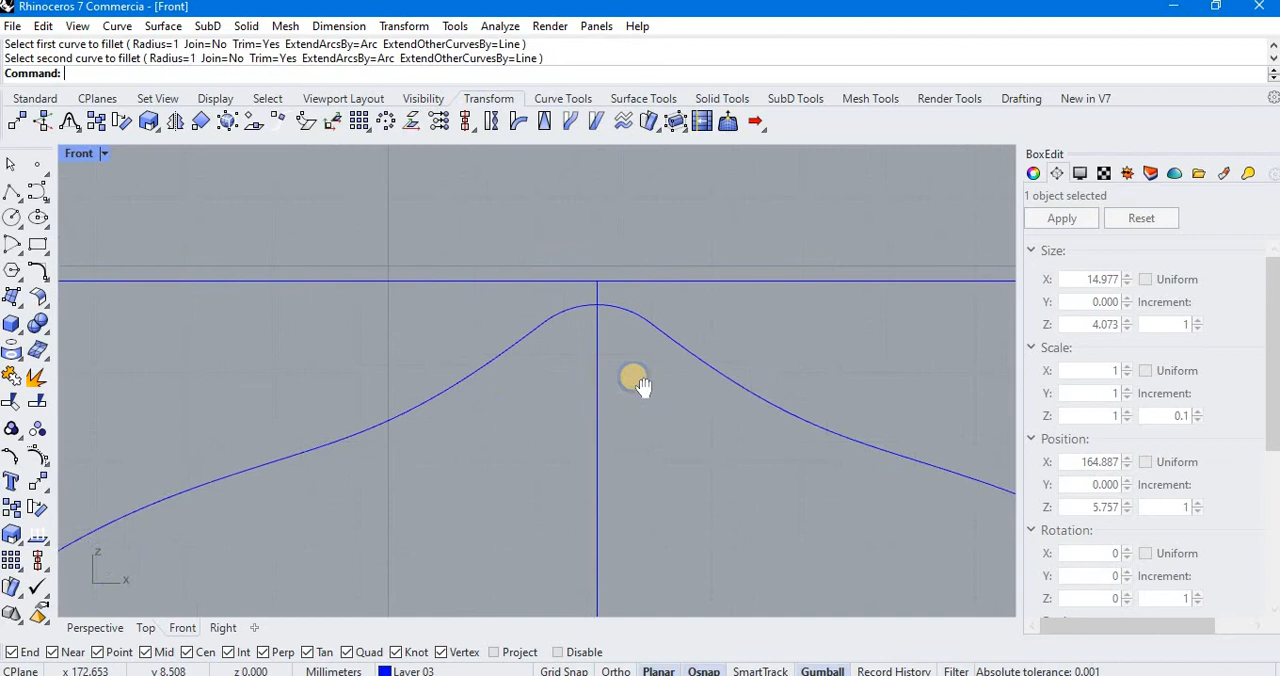 Rhinoceros 7 Commercia - [Front]
File Edit View Curve Surface SubD Solid Mesh Dimension Transform Tools Analyze Render Panels Help
Select first curve to fillet ( Radius=1 Join=No Trim=Yes ExtendArcsBy=Arc ExtendOtherCurvesBy=Line )
Select second curve to fillet ( Radius=1 Join=No Trim=Yes ExtendArcsBy=Arc ExtendOtherCurvesBy=Line )
Command:
Standard CPlanes Set View Display Select Viewport Layout Visibility Transform Curve Tools Surface Tools Solid Tools SubD Tools Mesh Tools Render Tools Drafting New in V7
Front
BoxEdit
1 object selected
Apply Reset
Size:
X: 14.977 Uniform
Y: 0.000 Increment:
Z: 4.073 1
Scale:
X: 1 Uniform
Y: 1 Increment:
Z: 1 0.1
Position:
X: 164.887 Uniform
Y: 0.000 Increment:
Z: 5.757 1
Rotation:
X: 0 Uniform
Y: 0 Increment:
Z: 0 1
z
x
Perspective Top Front Right
End Near Point Mid Cen Int Perp Tan Quad Knot Vertex Project Disable
CPlane x 172.653 y 8.508 z 0.000 Millimeters Layer 03 Grid Snap Ortho Planar Osnap SmartTrack Gumball Record History Filter Absolute tolerance: 0.001